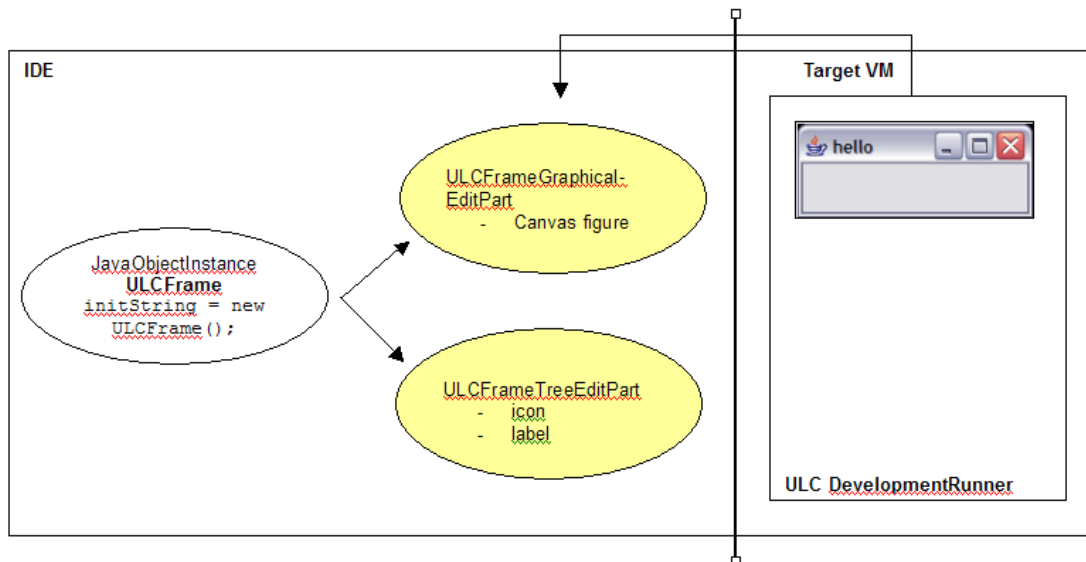 IDE
Target VM
ULCFrameGraphical-
EditPart
- Canvas figure
JavaObjectInstance
ULCFrame
initString = new
ULCFrame();
ULCFrameTreeEditPart
- icon
- label
hello
ULC DevelopmentRunner